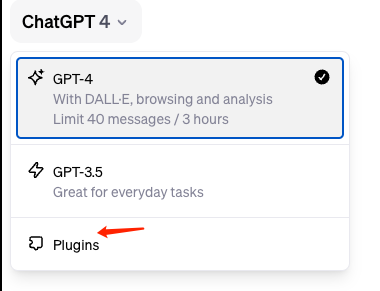 ChatGPT 4
GPT-4
With DALL·E, browsing and analysis
Limit 40 messages / 3 hours
GPT-3.5
Great for everyday tasks
Plugins